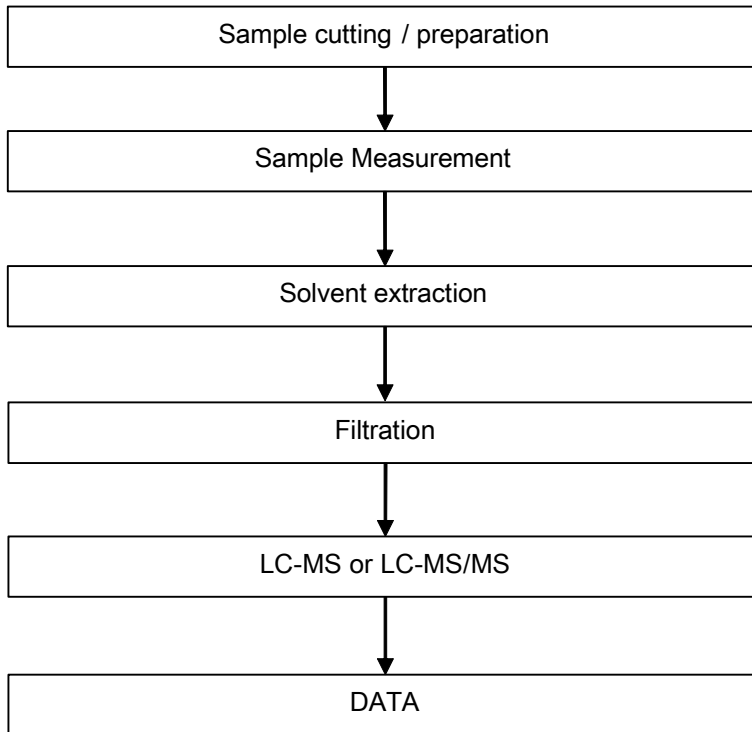 Sample cutting / preparation
Sample Measurement
Solvent extraction
Filtration
LC-MS or LC-MS/MS
DATA